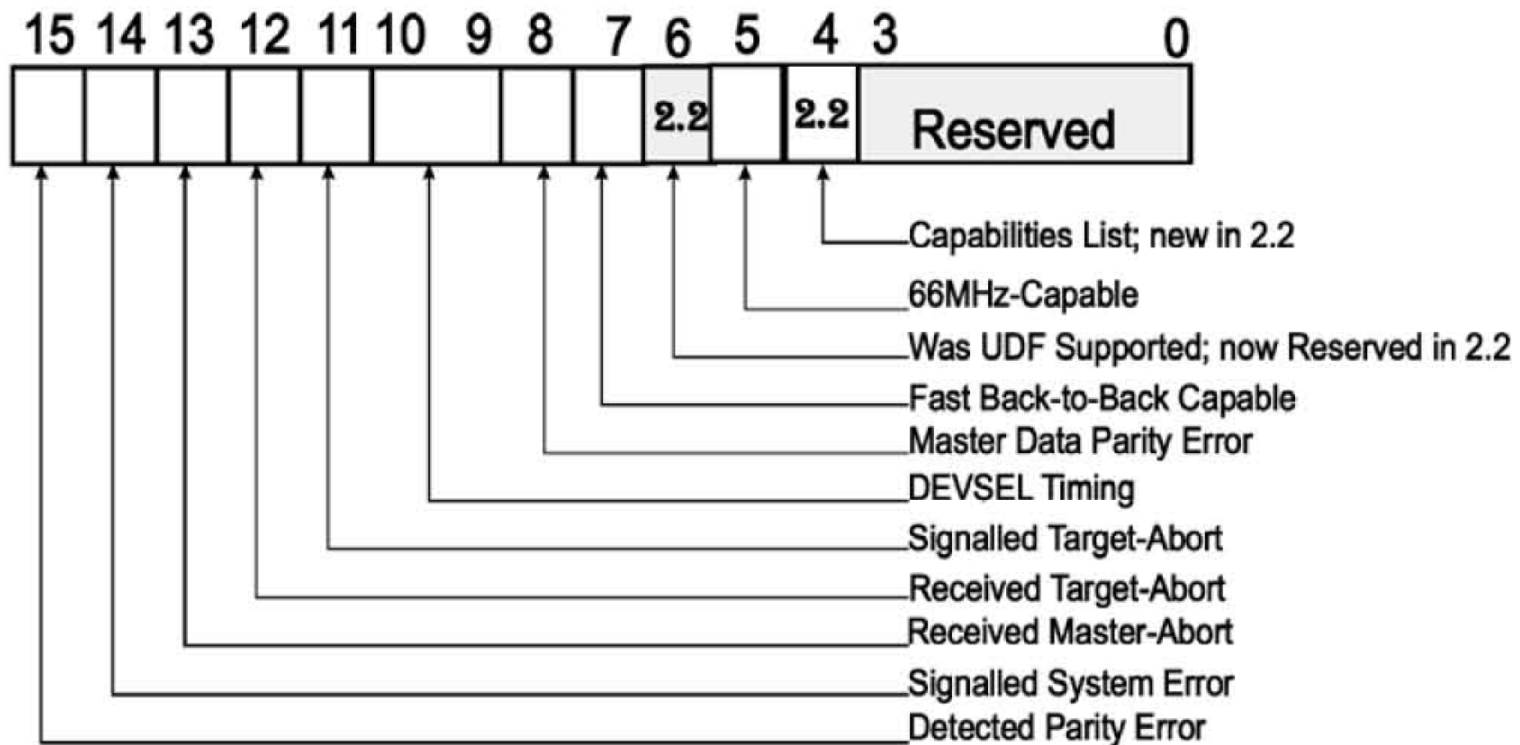 15 14 13 12 11 10 9 8 7 6 5 4 3 0
2.2 2.2 Reserved
Capabilities List; new in 2.2
66MHz-Capable
Was UDF Supported; now Reserved in 2.2
Fast Back-to-Back Capable
Master Data Parity Error
DEVSEL Timing
Signalled Target-Abort
Received Target-Abort
Received Master-Abort
Signalled System Error
Detected Parity Error